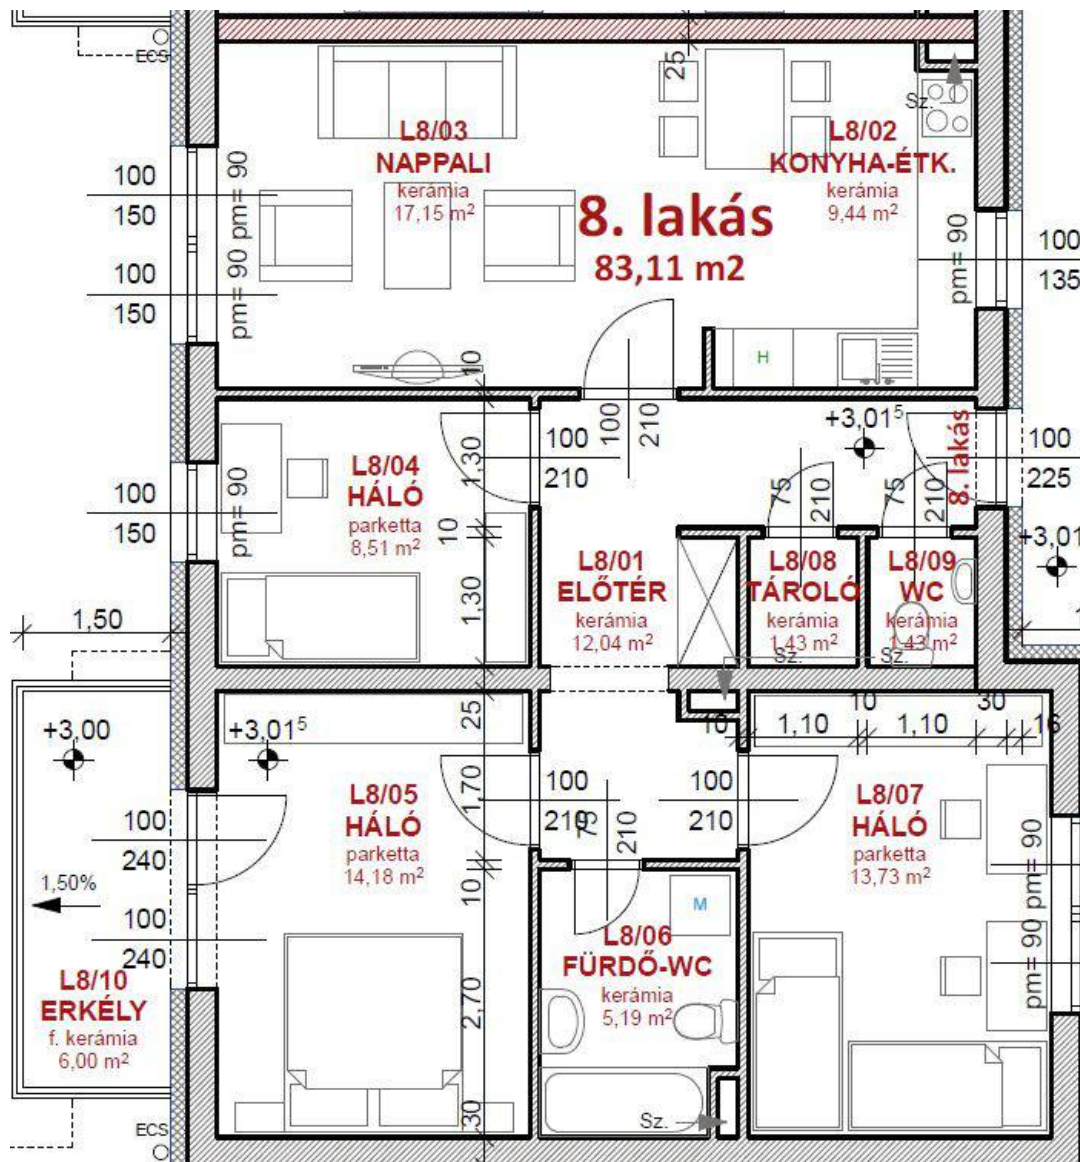 ECS
25
Sz.
L8/03
NAPPALI
kerámia
17,15 m²
L8/02
KONYHA-ÉTK.
kerámia
9,44 m²
8. lakás
83,11 m2
100
150
100
150
pm= 90 pm= 90
pm= 90
100
135
H
10
100
210
+3,01⁵
8. lakás
100
225
100
210
1,30
L8/04
HÁLÓ
parketta
8,51 m²
100
150
pm= 90
10
1,30
75
210
75
210
+3,01
L8/01
ELŐTÉR
kerámia
12,04 m²
L8/08
TÁROLÓ
kerámia
1,43 m²
L8/09
WC
kerámia
1,43 m²
Sz.
Sz.
1,50
25
10
1,10
10
1,10
30
16
+3,00
+3,01⁵
L8/05
HÁLÓ
parketta
14,18 m²
1,70
100
210
75
210
100
210
L8/07
HÁLÓ
parketta
13,73 m²
100
240
1,50%
100
240
10
M
pm= 90 pm= 90
L8/10
ERKÉLY
f. kerámia
6,00 m²
L8/06
FÜRDŐ-WC
kerámia
5,19 m²
2,70
30
Sz.
ECS